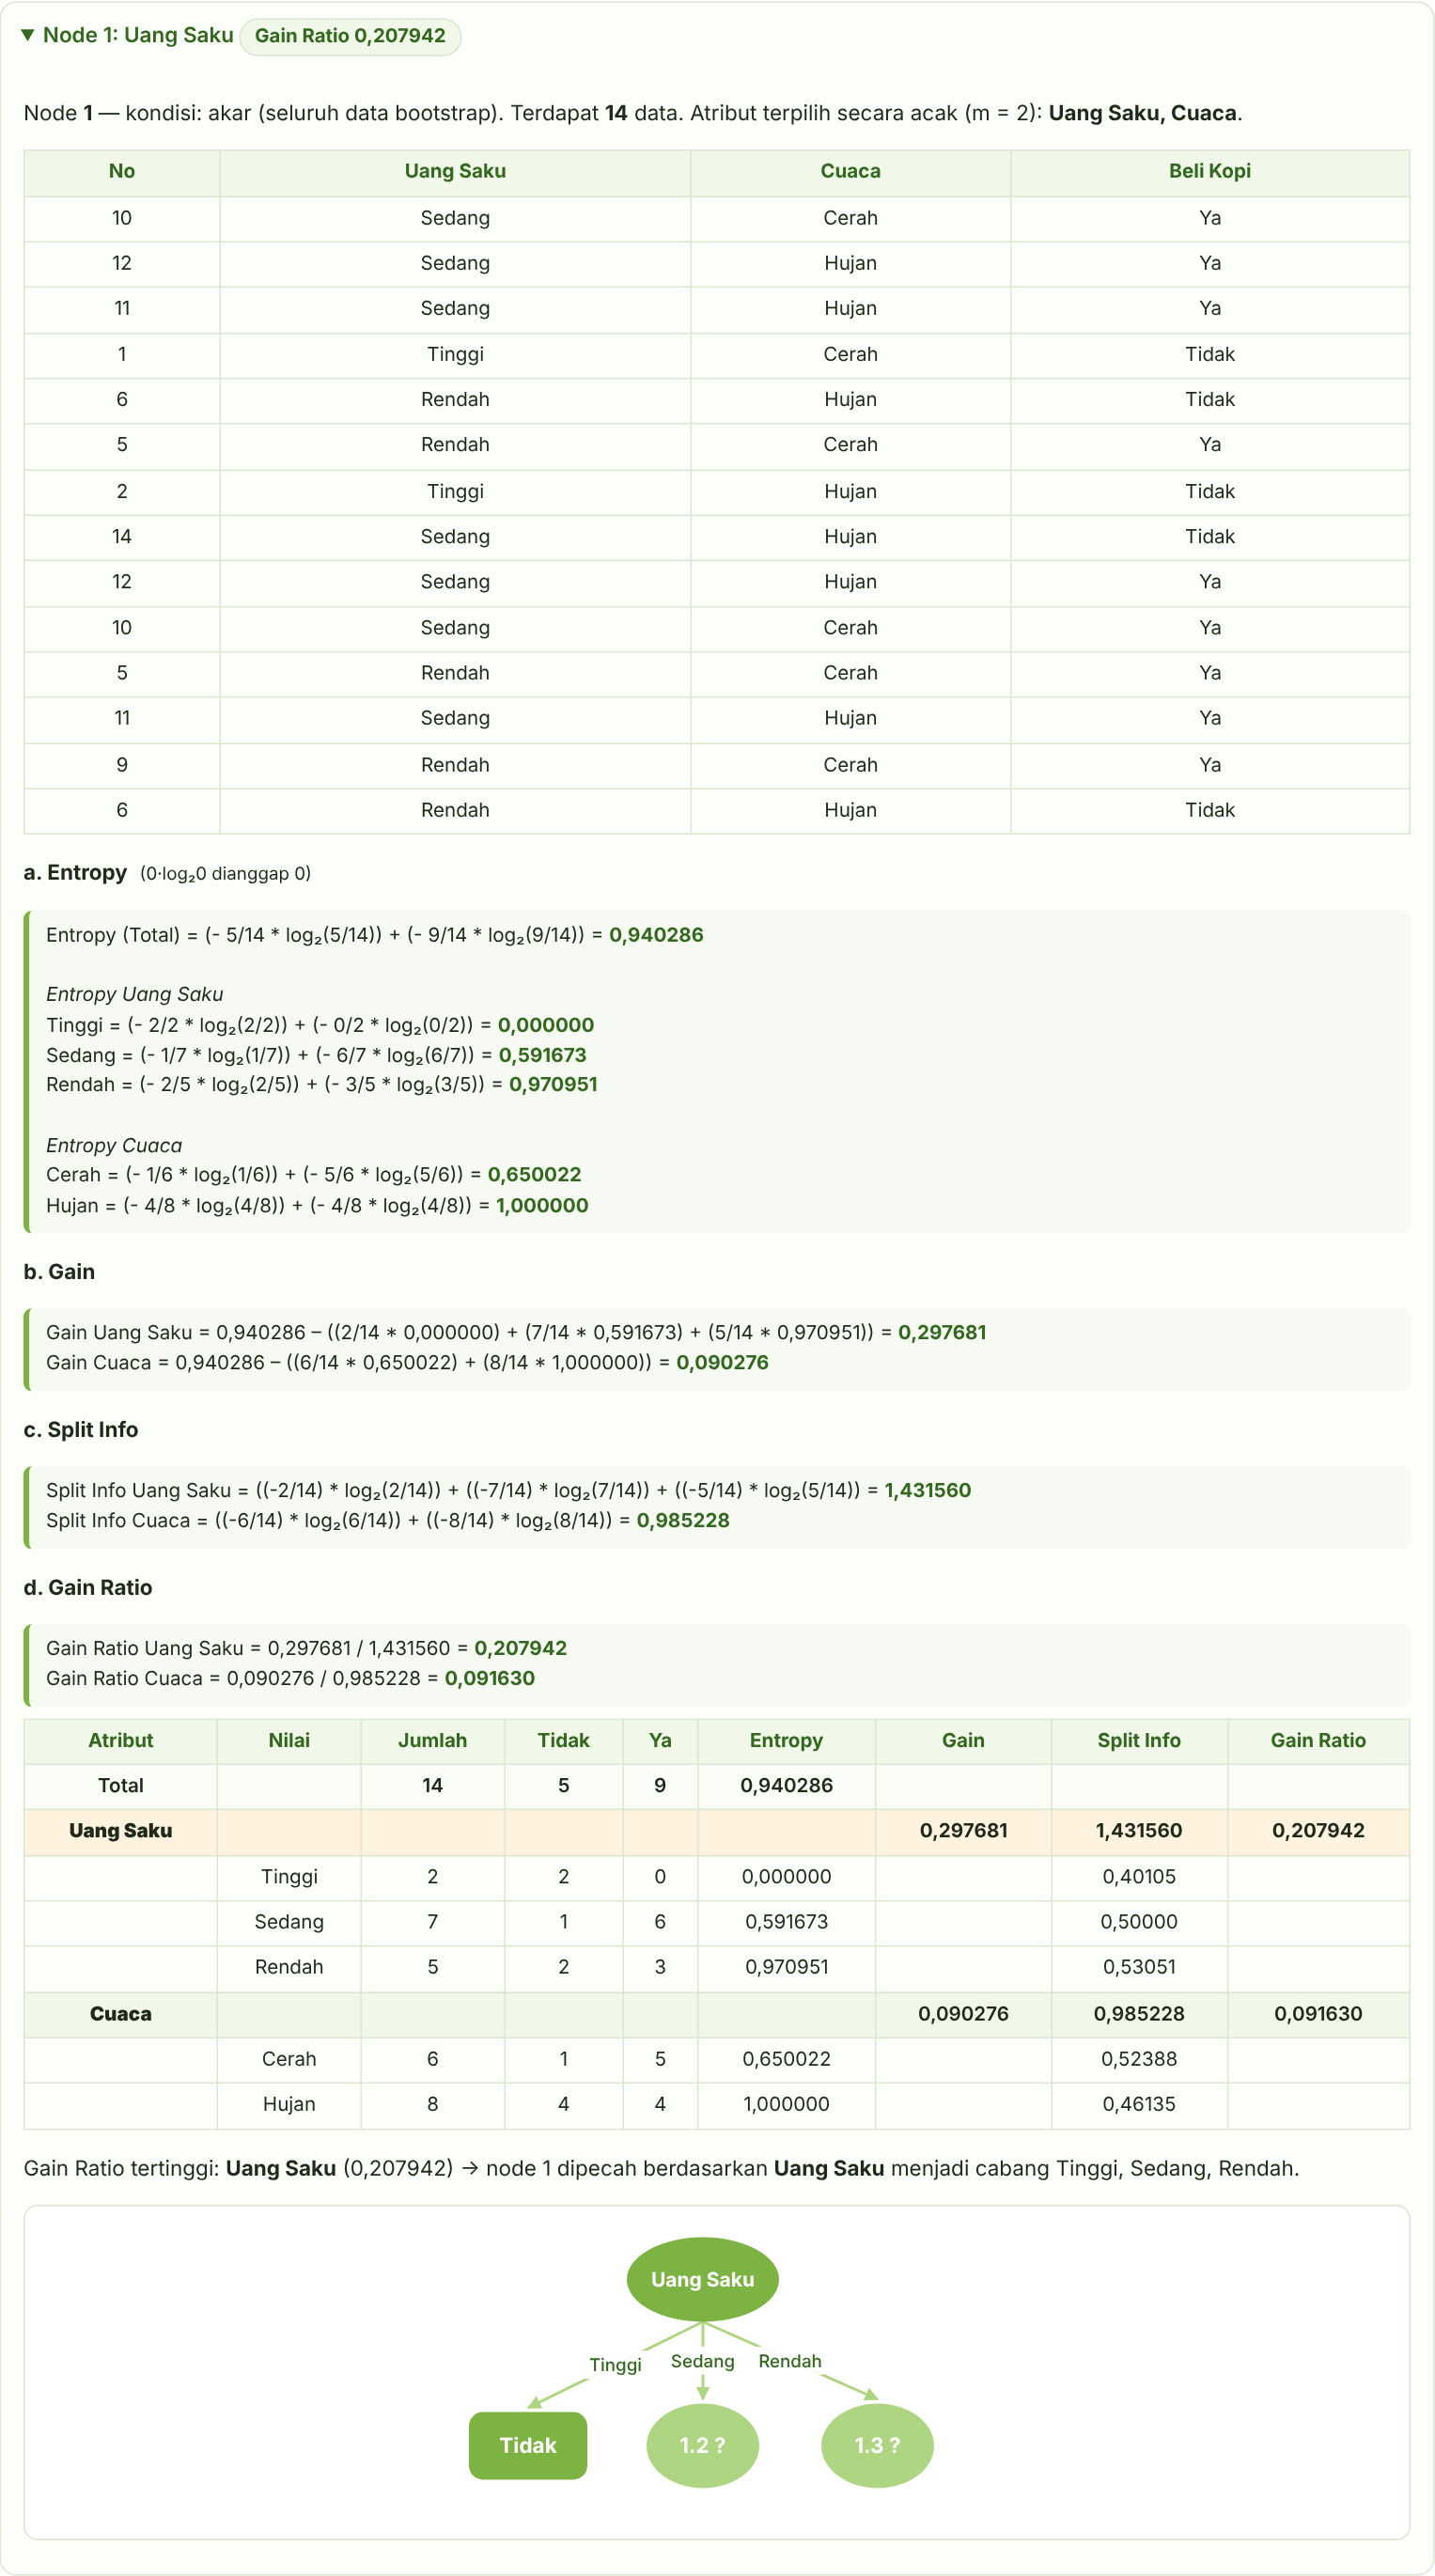 ▼ Node 1: Uang Saku Gain Ratio 0,207942
Node 1 — kondisi: akar (seluruh data bootstrap). Terdapat 14 data. Atribut terpilih secara acak (m = 2): Uang Saku, Cuaca.
No Uang Saku Cuaca Beli Kopi
10 Sedang Cerah Ya
12 Sedang Hujan Ya
11 Sedang Hujan Ya
1 Tinggi Cerah Tidak
6 Rendah Hujan Tidak
5 Rendah Cerah Ya
2 Tinggi Hujan Tidak
14 Sedang Hujan Tidak
12 Sedang Hujan Ya
10 Sedang Cerah Ya
5 Rendah Cerah Ya
11 Sedang Hujan Ya
9 Rendah Cerah Ya
6 Rendah Hujan Tidak
a. Entropy (0·log₂0 dianggap 0)
Entropy (Total) = (- 5/14 * log₂(5/14)) + (- 9/14 * log₂(9/14)) = 0,940286
Entropy Uang Saku
Tinggi = (- 2/2 * log₂(2/2)) + (- 0/2 * log₂(0/2)) = 0,000000
Sedang = (- 1/7 * log₂(1/7)) + (- 6/7 * log₂(6/7)) = 0,591673
Rendah = (- 2/5 * log₂(2/5)) + (- 3/5 * log₂(3/5)) = 0,970951
Entropy Cuaca
Cerah = (- 1/6 * log₂(1/6)) + (- 5/6 * log₂(5/6)) = 0,650022
Hujan = (- 4/8 * log₂(4/8)) + (- 4/8 * log₂(4/8)) = 1,000000
b. Gain
Gain Uang Saku = 0,940286 – ((2/14 * 0,000000) + (7/14 * 0,591673) + (5/14 * 0,970951)) = 0,297681
Gain Cuaca = 0,940286 – ((6/14 * 0,650022) + (8/14 * 1,000000)) = 0,090276
c. Split Info
Split Info Uang Saku = ((-2/14) * log₂(2/14)) + ((-7/14) * log₂(7/14)) + ((-5/14) * log₂(5/14)) = 1,431560
Split Info Cuaca = ((-6/14) * log₂(6/14)) + ((-8/14) * log₂(8/14)) = 0,985228
d. Gain Ratio
Gain Ratio Uang Saku = 0,297681 / 1,431560 = 0,207942
Gain Ratio Cuaca = 0,090276 / 0,985228 = 0,091630
Atribut Nilai Jumlah Tidak Ya Entropy Gain Split Info Gain Ratio
Total 14 5 9 0,940286
Uang Saku 0,297681 1,431560 0,207942
Tinggi 2 2 0 0,000000 0,40105
Sedang 7 1 6 0,591673 0,50000
Rendah 5 2 3 0,970951 0,53051
Cuaca 0,090276 0,985228 0,091630
Cerah 6 1 5 0,650022 0,52388
Hujan 8 4 4 1,000000 0,46135
Gain Ratio tertinggi: Uang Saku (0,207942) → node 1 dipecah berdasarkan Uang Saku menjadi cabang Tinggi, Sedang, Rendah.
Uang Saku
Tinggi Sedang Rendah
Tidak 1.2 ? 1.3 ?